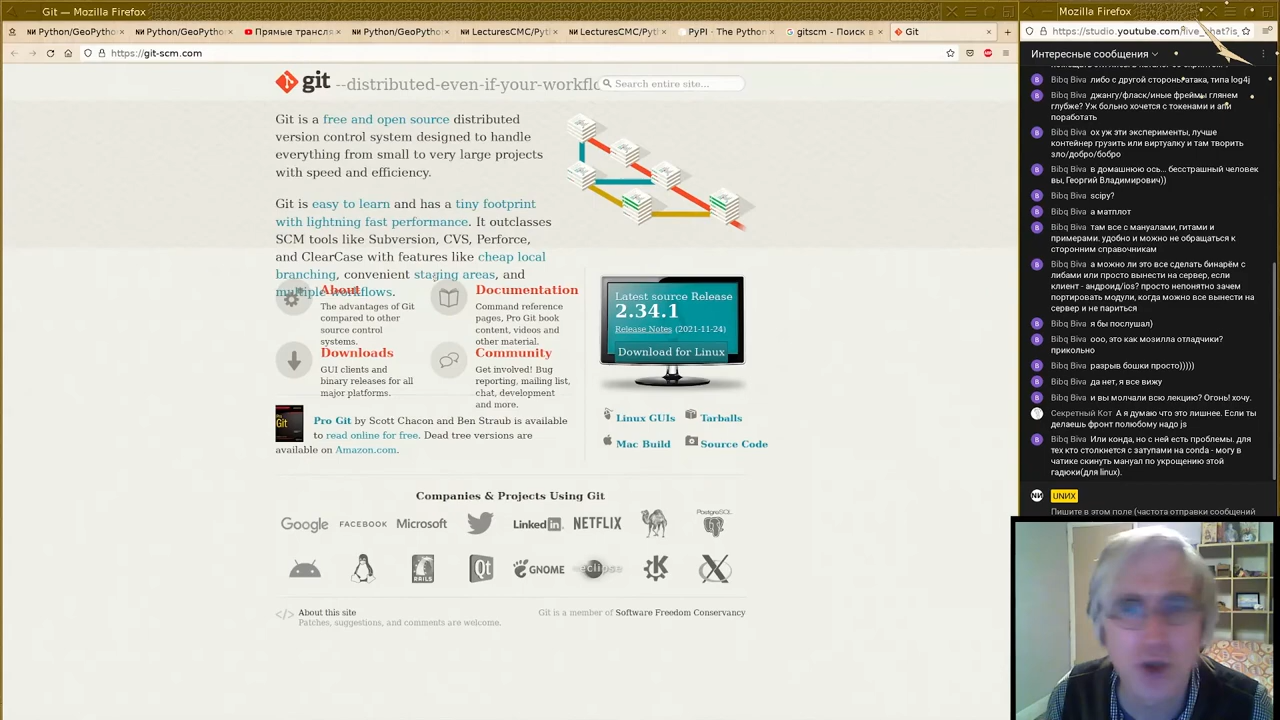 Git — Mozilla Firefox
Python/GeoPython
Python/GeoPython
Прямые трансля
Python/GeoPython
LecturesCMC/Pyth
LecturesCMC/Pyth
PyPI · The Python
gitscm - Поиск в
Git
https://git-scm.com
git --distributed-even-if-your-workflo
Search entire site...
Git is a free and open source distributed
version control system designed to handle
everything from small to very large projects
with speed and efficiency.
Git is easy to learn and has a tiny footprint
with lightning fast performance. It outclasses
SCM tools like Subversion, CVS, Perforce,
and ClearCase with features like cheap local
branching, convenient staging areas, and
multiple workflows.
About
The advantages of Git
compared to other
source control
systems.
Documentation
Command reference
pages, Pro Git book
content, videos and
other material.
Downloads
GUI clients and
binary releases for all
major platforms.
Community
Get involved! Bug
reporting, mailing list,
chat, development
and more.
Pro Git by Scott Chacon and Ben Straub is available
to read online for free. Dead tree versions are
available on Amazon.com.
Latest source Release
2.34.1
Release Notes (2021-11-24)
Download for Linux
Linux GUIs
Tarballs
Mac Build
Source Code
Companies & Projects Using Git
Google FACEBOOK Microsoft LinkedIn NETFLIX PostgreSQL
RAILS Qt GNOME eclipse
</> About this site
Patches, suggestions, and comments are welcome.
Git is a member of Software Freedom Conservancy
Mozilla Firefox
https://studio.youtube.com/live_chat?is_
Интересные сообщения
Bibq Biva либо с другой стороны атака, типа log4j
Bibq Biva джангу/фласк/иные фреймы глянем
глубже? Уж больно хочется с токенами и апи
поработать
Bibq Biva ох уж эти эксперименты, лучше
контейнер грузить или виртуалку и там творить
зло/добро/бобро
Bibq Biva в домашнюю ось... бесстрашный человек
вы, Георгий Владимирович))
Bibq Biva scipy?
Bibq Biva а матплот
Bibq Biva там все с мануалами, гитами и
примерами. удобно и можно не обращаться к
сторонним справочникам
Bibq Biva а можно ли это все сделать бинарём с
либами или просто вынести на сервер, если
клиент - андроид/ios? просто непонятно зачем
портировать модули, когда можно все вынести на
сервер и не париться
Bibq Biva я бы послушал)
Bibq Biva ооо, это как мозилла отладчики?
прикольно
Bibq Biva разрыв бошки просто)))))
Bibq Biva да нет, я все вижу
Bibq Biva и вы молчали всю лекцию? Огонь! хочу.
Секретный Кот А я думаю что это лишнее. Если ты
делаешь фронт полюбому надо js
Bibq Biva Или конда, но с ней есть проблемы. для
тех кто столкнется с затупами на conda - могу в
чатике скинуть мануал по укрощению этой
гадюки(для linux).
UNИX
Пишите в этом поле (частота отправки сообщений